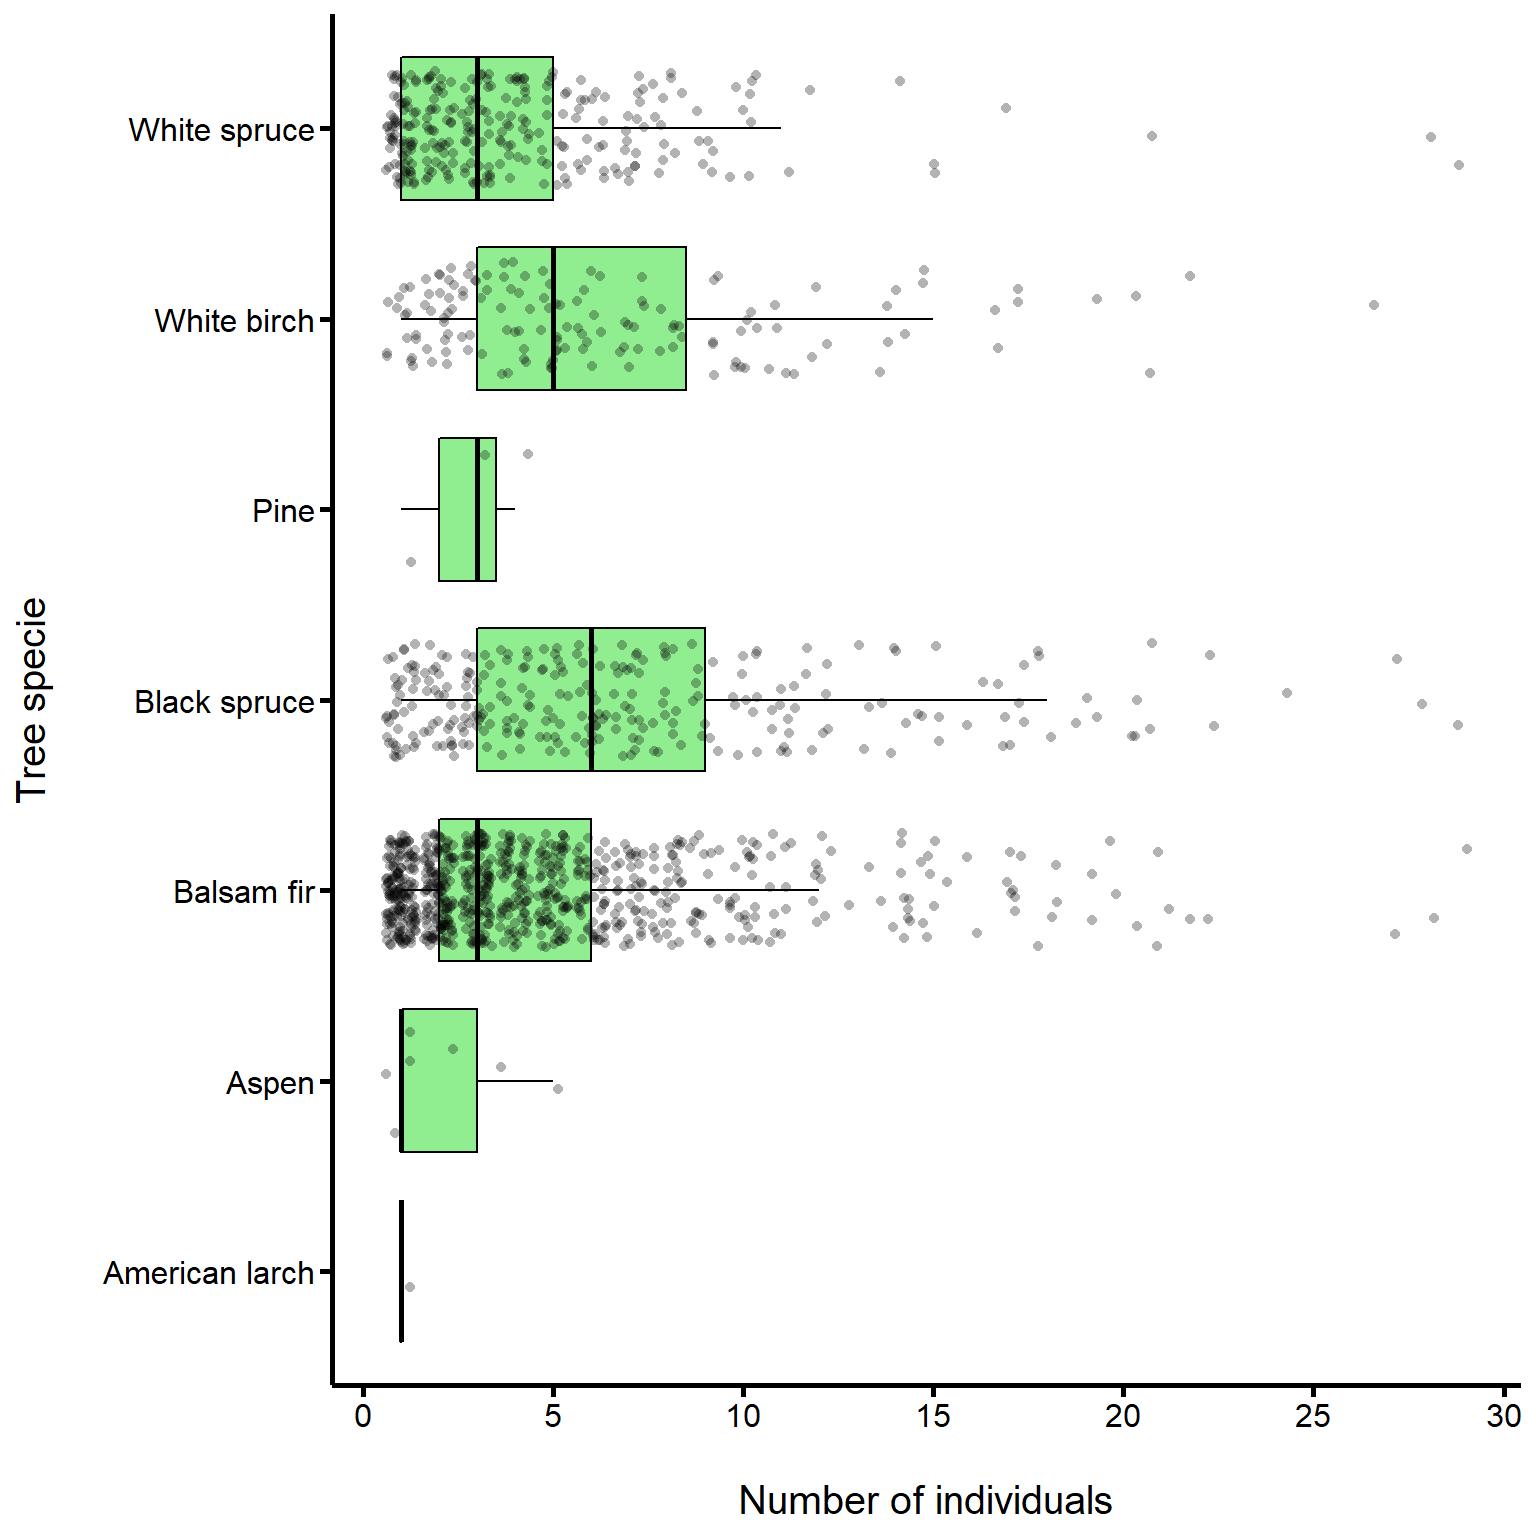 White spruce
White birch
Pine
Black spruce
Balsam fir
Aspen
American larch
Tree specie
0 5 10 15 20 25 30
Number of individuals